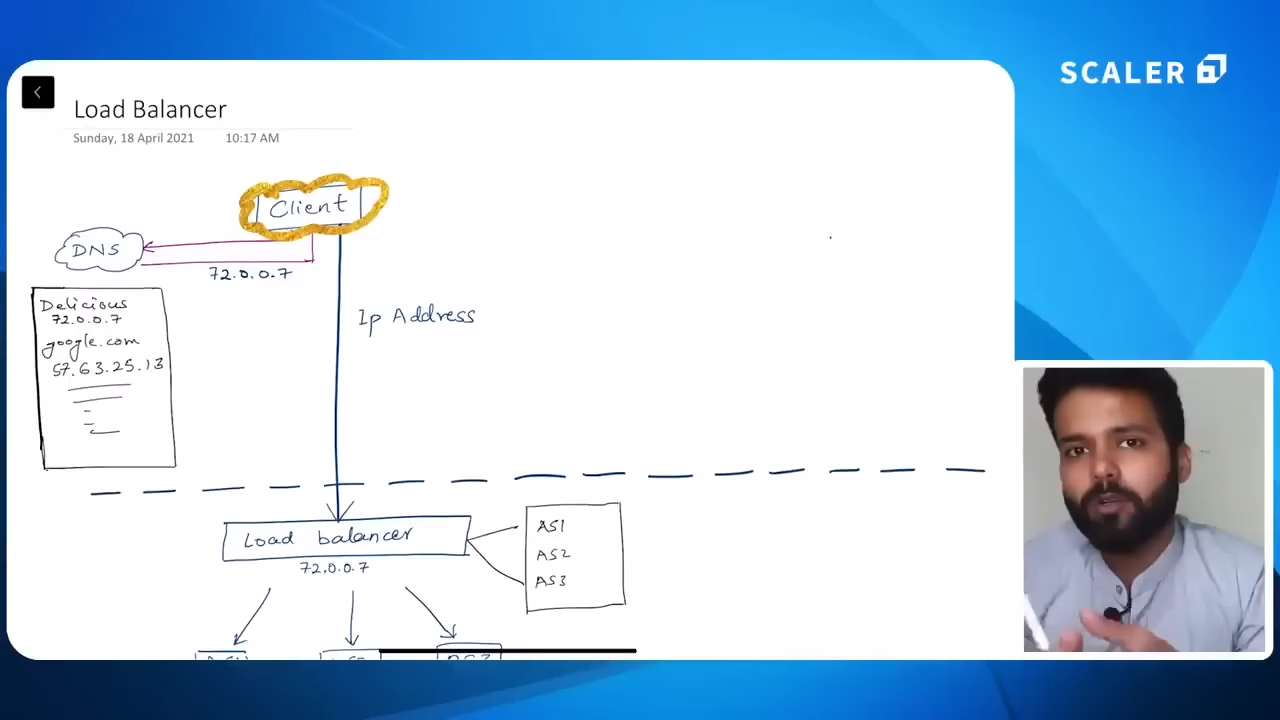 SCALER
Load Balancer
Sunday, 18 April 2021 10:17 AM
Client
DNS
72.0.0.7
Delicious
72.0.0.7
google.com
57.63.25.13
Ip Address
Load balancer
72.0.0.7
AS1
AS2
AS3